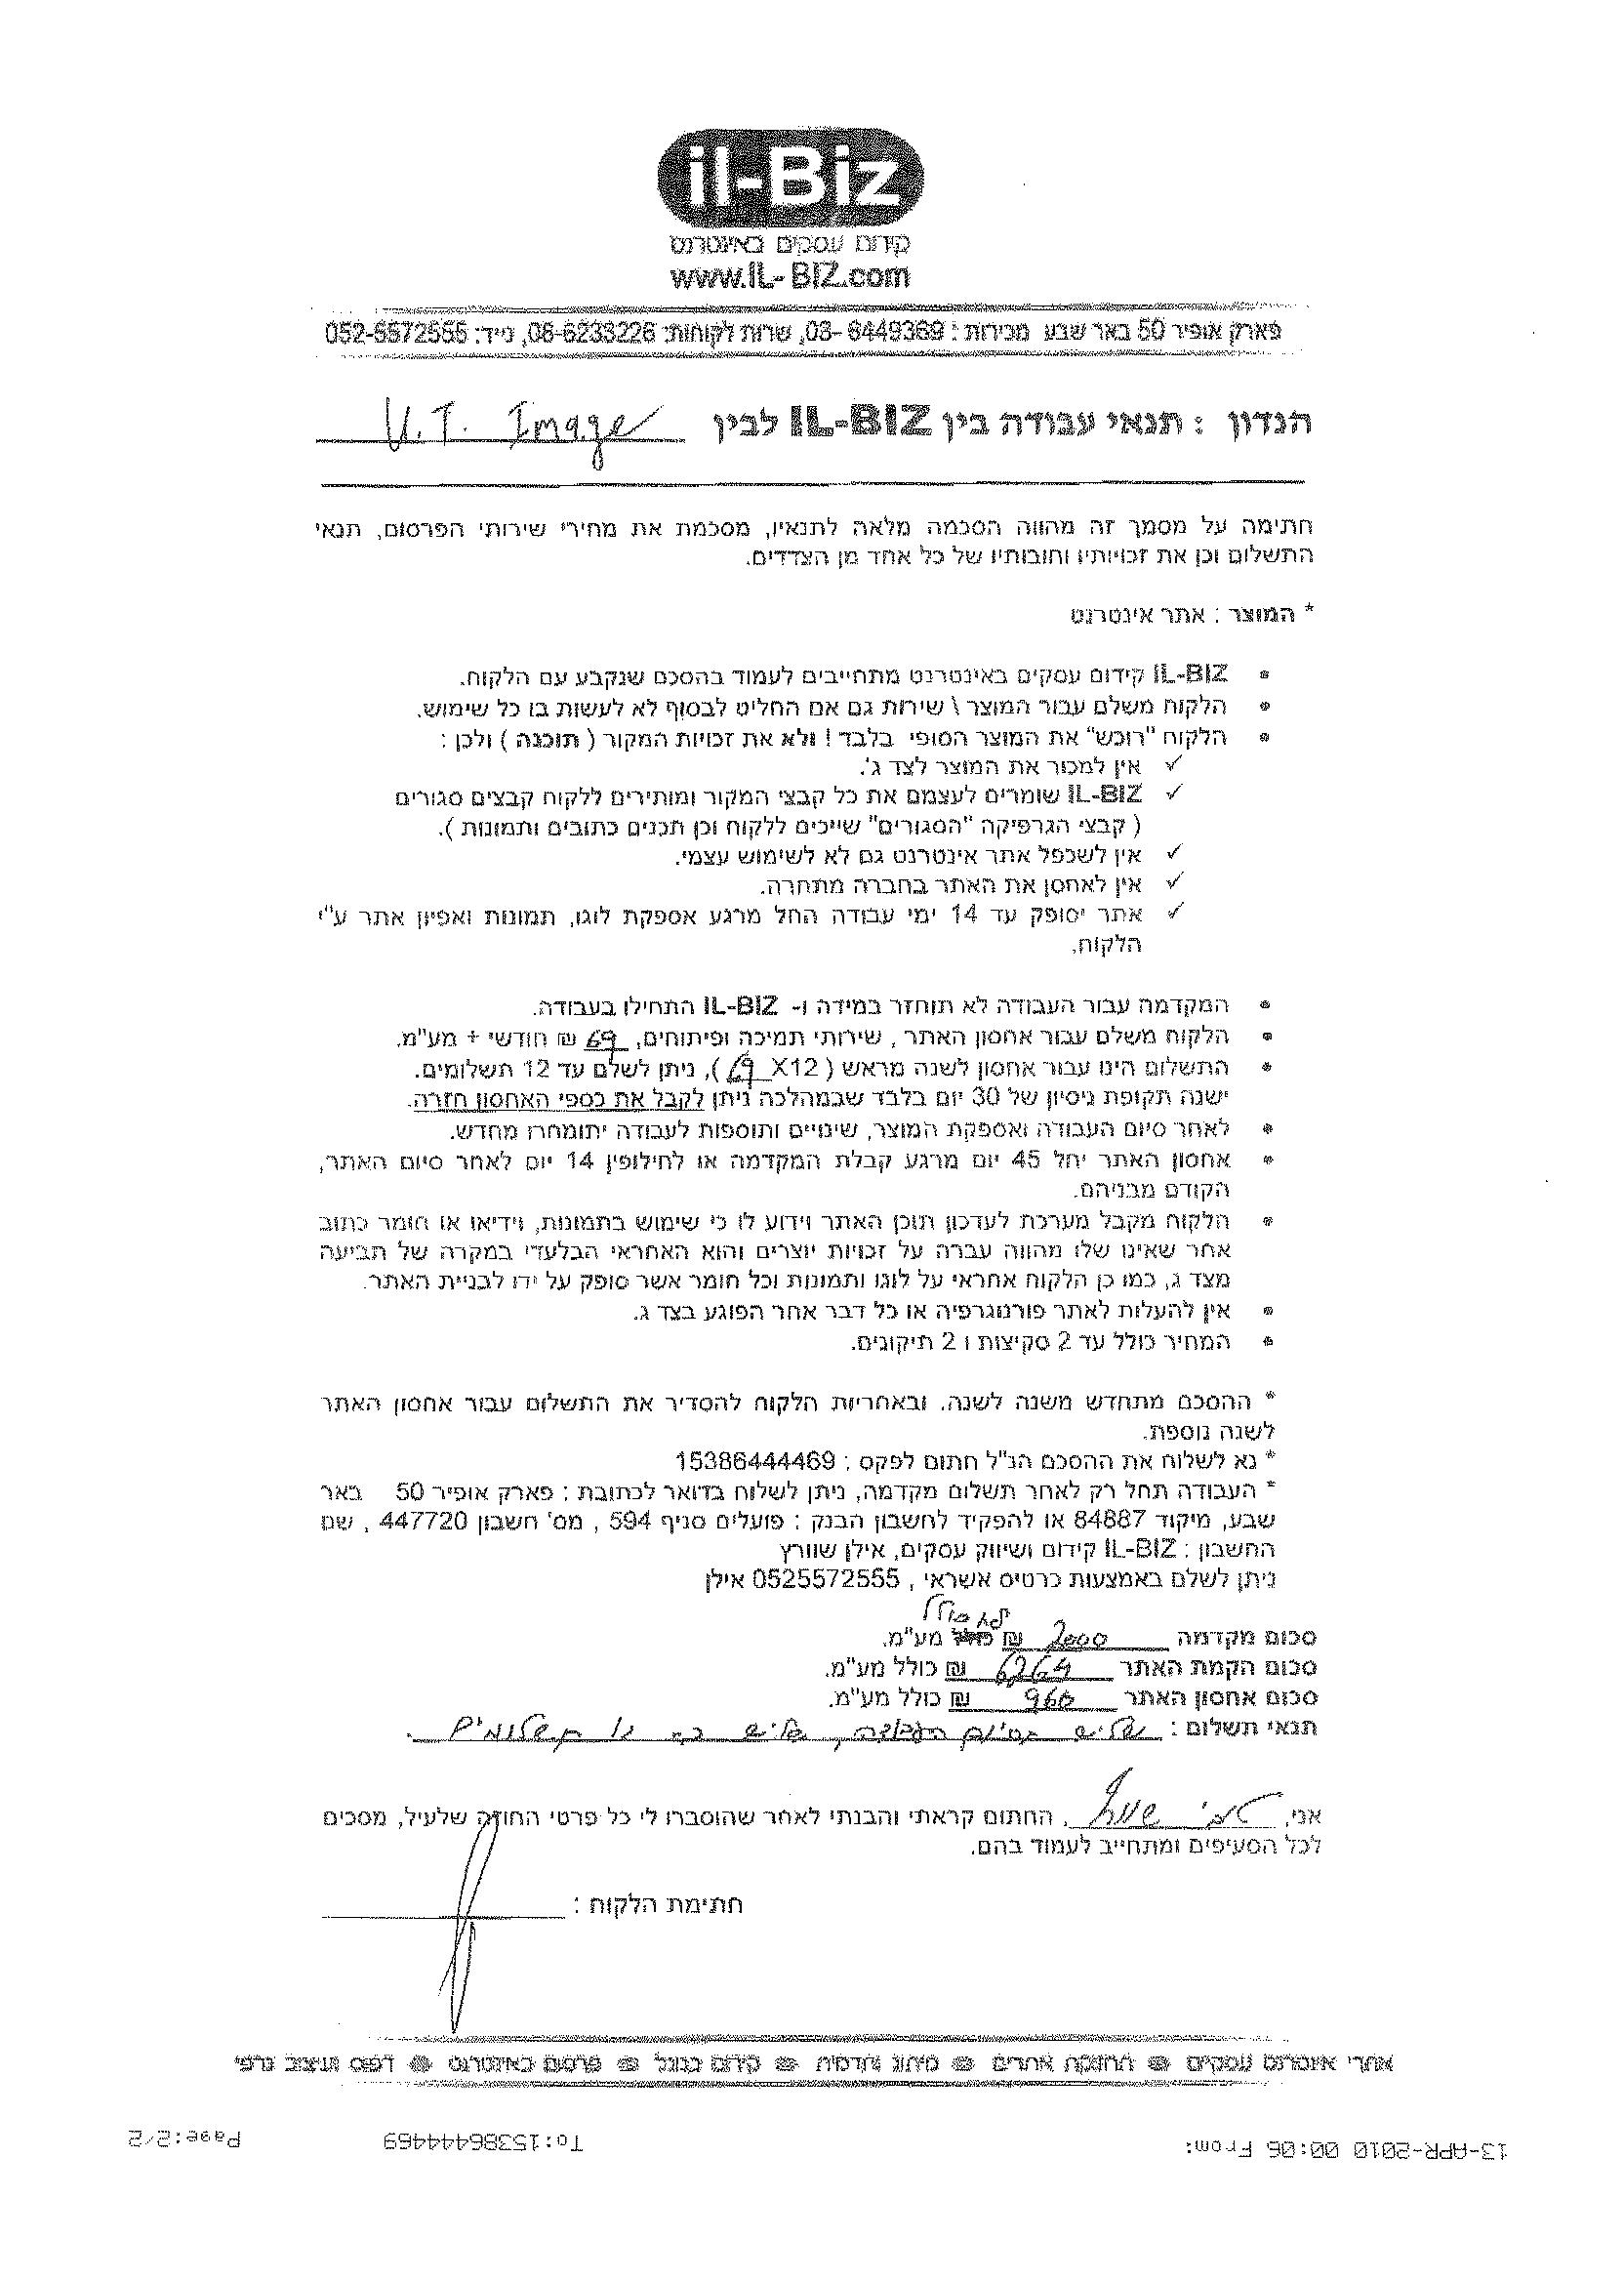 il-Biz
קידום עסקים באינטרנט
www.IL-BIZ.com
פארק אופיר 50 באר שבע מכירות : 08-6449369, שרות לקוחות: 08-6233226, נייד: 052-5572555
הנדון : תנאי עבודה בין IL-BIZ לבין U.T. Image
חתימה על מסמך זה מהווה הסכמה מלאה לתנאיו, מסכמת את מחירי שירותי הפרסום, תנאי
התשלום וכן את זכויותיו וחובותיו של כל אחד מן הצדדים.
* המוצר : אתר אינטרנט
• IL-BIZ קידום עסקים באינטרנט מתחייבים לעמוד בהסכם שנקבע עם הלקוח.
• הלקוח משלם עבור המוצר \ שירות גם אם החליט לבסוף לא לעשות בו כל שימוש.
• הלקוח "רוכש" את המוצר הסופי בלבד ! ולא את זכויות המקור ( תוכנה ) ולכן :
✓ אין למכור את המוצר לצד ג'.
✓ IL-BIZ שומרים לעצמם את כל קבצי המקור ומותירים ללקוח קבצים סגורים
( קבצי הגרפיקה "הסגורים" שייכים ללקוח וכן תכנים כתובים ותמונות ).
✓ אין לשכפל אתר אינטרנט גם לא לשימוש עצמי.
✓ אין לאחסן את האתר בחברה מתחרה.
✓ אתר יסופק עד 14 ימי עבודה החל מרגע אספקת לוגו, תמונות ואפיון אתר ע"י
הלקוח.
• המקדמה עבור העבודה לא תוחזר במידה ו- IL-BIZ התחילו בעבודה.
• הלקוח משלם עבור אחסון האתר , שירותי תמיכה ופיתוחים, 69 ₪ חודשי + מע"מ.
• התשלום הינו עבור אחסון לשנה מראש ( 69 X12 ), ניתן לשלם עד 12 תשלומים.
ישנה תקופת ניסיון של 30 יום בלבד שבמהלכה ניתן לקבל את כספי האחסון חזרה.
• לאחר סיום העבודה ואספקת המוצר, שינויים ותוספות לעבודה יתומחרו מחדש.
• אחסון האתר יחל 45 יום מרגע קבלת המקדמה או לחילופין 14 יום לאחר סיום האתר,
הקודם מבניהם.
• הלקוח מקבל מערכת לעדכון תוכן האתר וידוע לו כי שימוש בתמונות, וידיאו או חומר כתוב
אחר שאינו שלו מהווה עברה על זכויות יוצרים והוא האחראי הבלעדי במקרה של תביעה
מצד ג, כמו כן הלקוח אחראי על לוגו ותמונות וכל חומר אשר סופק על ידו לבניית האתר.
• אין להעלות לאתר פורנוגרפיה או כל דבר אחר הפוגע בצד ג.
• המחיר כולל עד 2 סקיצות ו 2 תיקונים.
* ההסכם מתחדש משנה לשנה. ובאחריות הלקוח להסדיר את התשלום עבור אחסון האתר
לשנה נוספת.
* נא לשלוח את ההסכם הנ"ל חתום לפקס : 15386444469
* העבודה תחל רק לאחר תשלום מקדמה, ניתן לשלוח בדואר לכתובת : פארק אופיר 50 באר
שבע, מיקוד 84887 או להפקיד לחשבון הבנק : פועלים סניף 594 , מס' חשבון 447720 , שם
החשבון : IL-BIZ קידום ושיווק עסקים, אילן שוורץ
ניתן לשלם באמצעות כרטיס אשראי , 0525572555 אילן
לא כולל
סכום מקדמה 2000 ₪ כולל מע"מ.
סכום הקמת האתר 6264 ₪ כולל מע"מ.
סכום אחסון האתר 960 ₪ כולל מע"מ.
תנאי תשלום : שליש בסיום העבודה, שליש
אני, , החתום קראתי והבנתי לאחר שהוסברו לי כל פרטי החוזה שלעיל, מסכים
לכל הסעיפים ומתחייב לעמוד בהם.
חתימת הלקוח :
אתרי אינטרנט עסקיים תחזוקת אתרים מיתוג ותדמית קידום בגוגל פרסום באינטרנט דפוס ועיצוב גרפי
13-APR-2010 00:06 From: To:15386444469 Page:2/2